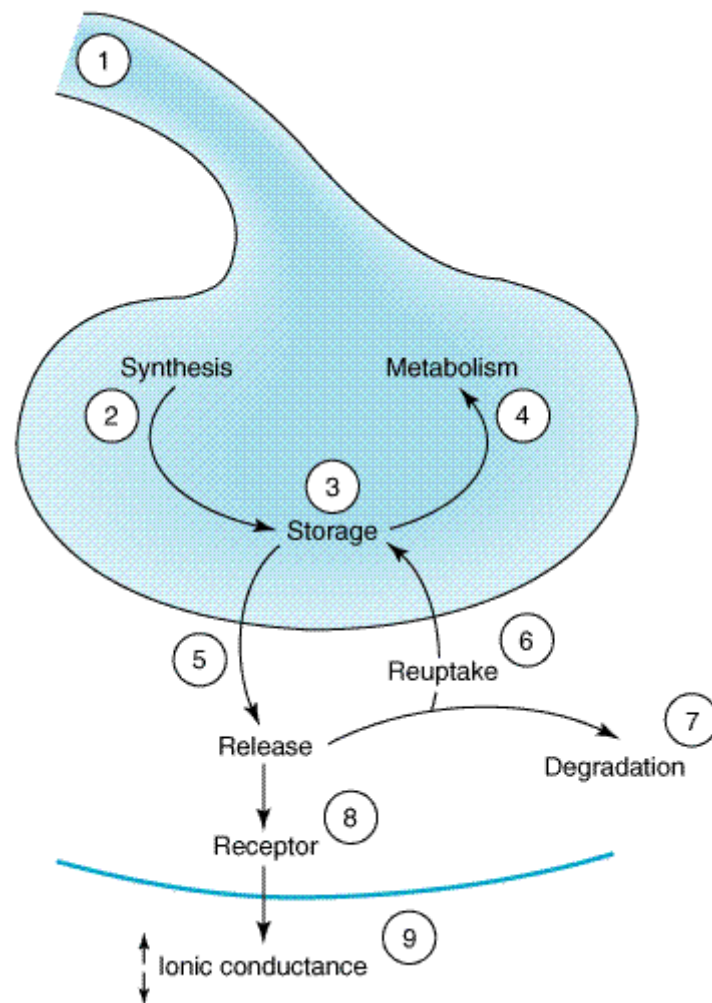 1
Synthesis
Metabolism
2
4
3
Storage
5
6
Reuptake
7
Release
Degradation
8
Receptor
9
Ionic conductance